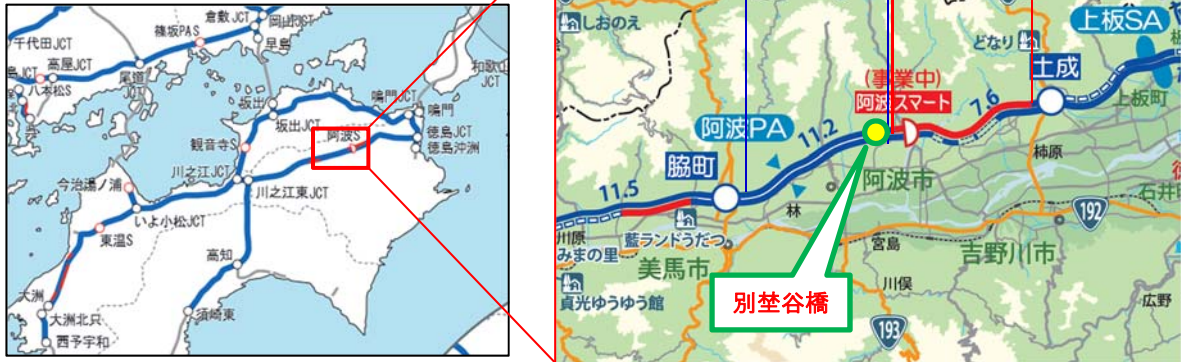 倉敷JCT
岡山JCT
篠坂PAS
早島
千代田JCT
高屋JCT
尾道JCT
八本松S
和歌山JCT
坂出
鳴門JCT
鳴門
坂出JCT
徳島JCT
徳島沖洲
阿波S
観音寺S
川之江JCT
川之江東JCT
今治湯ノ浦
いよ小松JCT
東温S
高知
大洲
大洲北只
西予宇和
須崎東
しおのえ
上板SA
どなり
土成
(事業中)
阿波スマート
7.6
上板町
阿波PA
11.2
柿原
脇町
阿波市
石井町
11.5
林
192
川原
藍ランドうだつ
宮島
吉野川市
みまの里
美馬市
川俣
別埜谷橋
貞光ゆうゆう館
広野
193